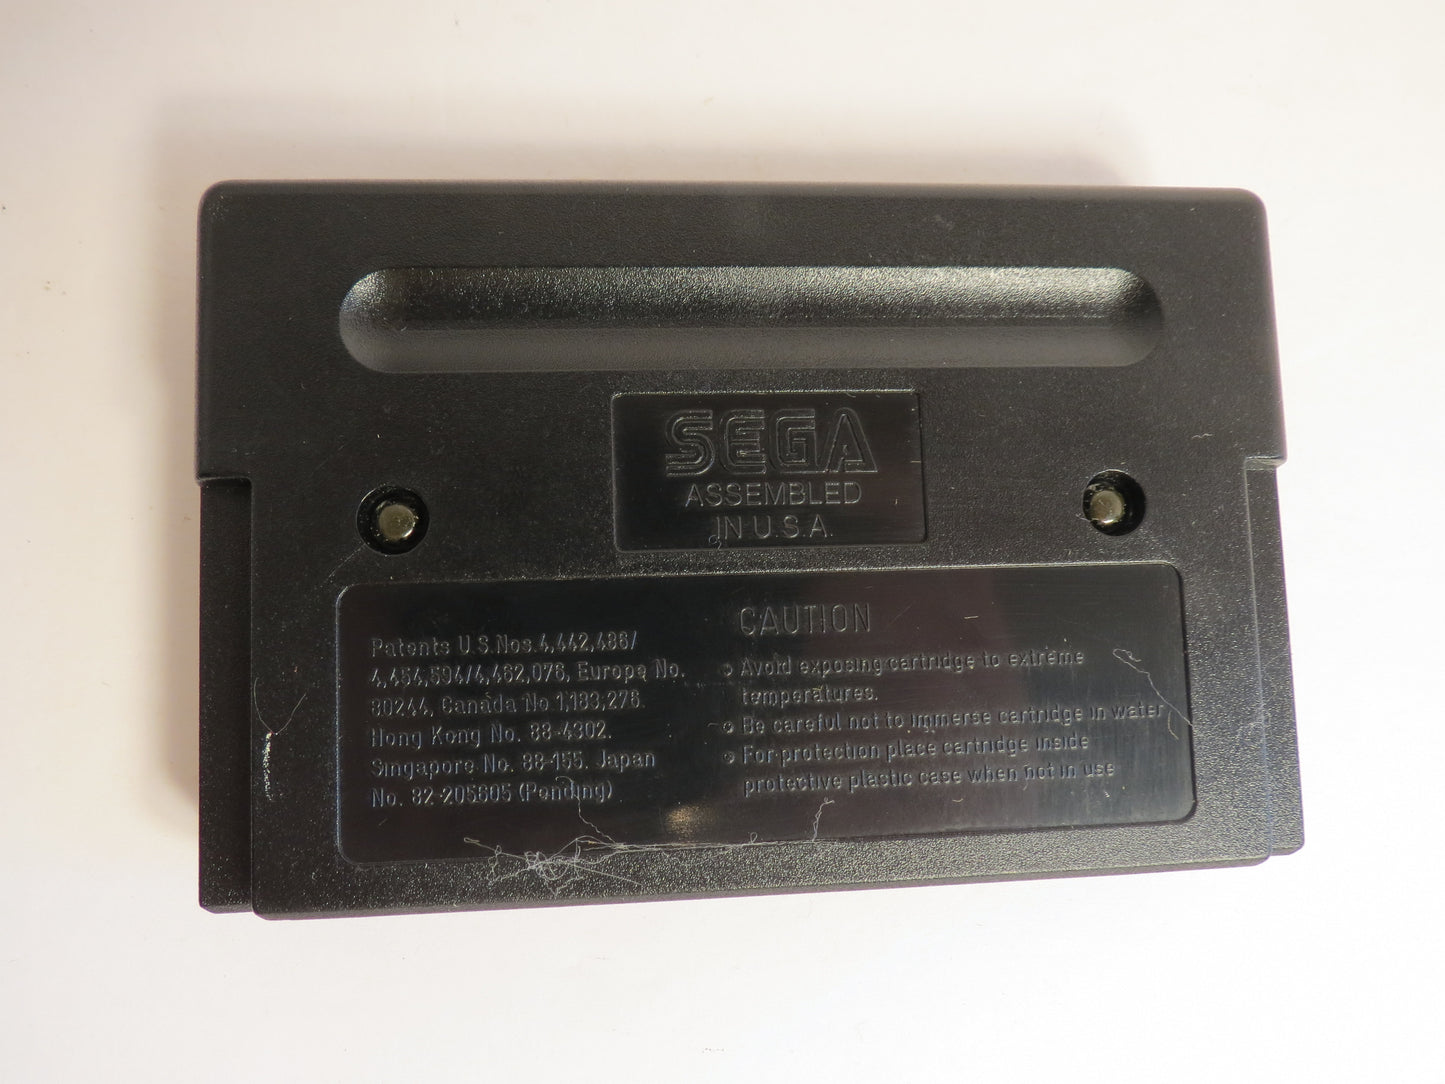 SEGA
ASSEMBLED
IN U.S.A.
Patents U.S.Nos.4,442,486/
4,454,594/4,462,076, Europe No.
80244, Canada No 1,183,276.
Hong Kong No. 88-4302.
Singapore No. 88-155. Japan
No. 82-205605 (Pending)
CAUTION
Avoid exposing cartridge to extreme
temperatures.
Be careful not to immerse cartridge in water
For protection place cartridge inside
protective plastic case when not in use